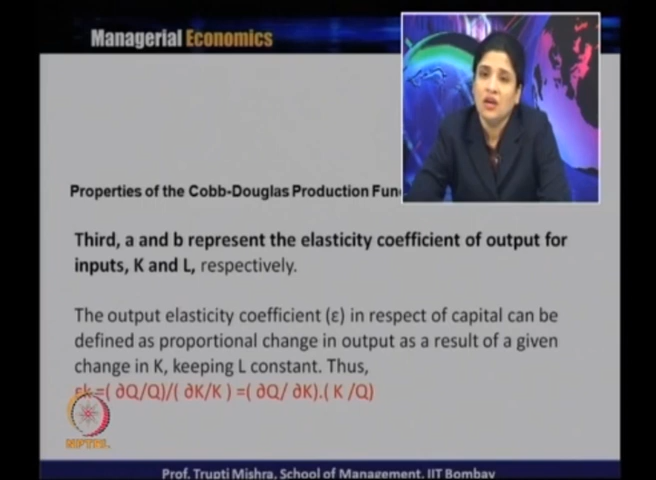 Managerial Economics
Properties of the Cobb-Douglas Production
Third, a and b represent the elasticity coefficient of output for
inputs, K and L, respectively.
The output elasticity coefficient (ε) in respect of capital can be
defined as proportional change in output as a result of a given
change in K, keeping L constant. Thus,
εk =( ∂Q/Q)/( ∂K/K ) =( ∂Q/ ∂K).( K /Q)
NPTEL
Prof. Trupti Mishra, School of Management, IIT Bombay